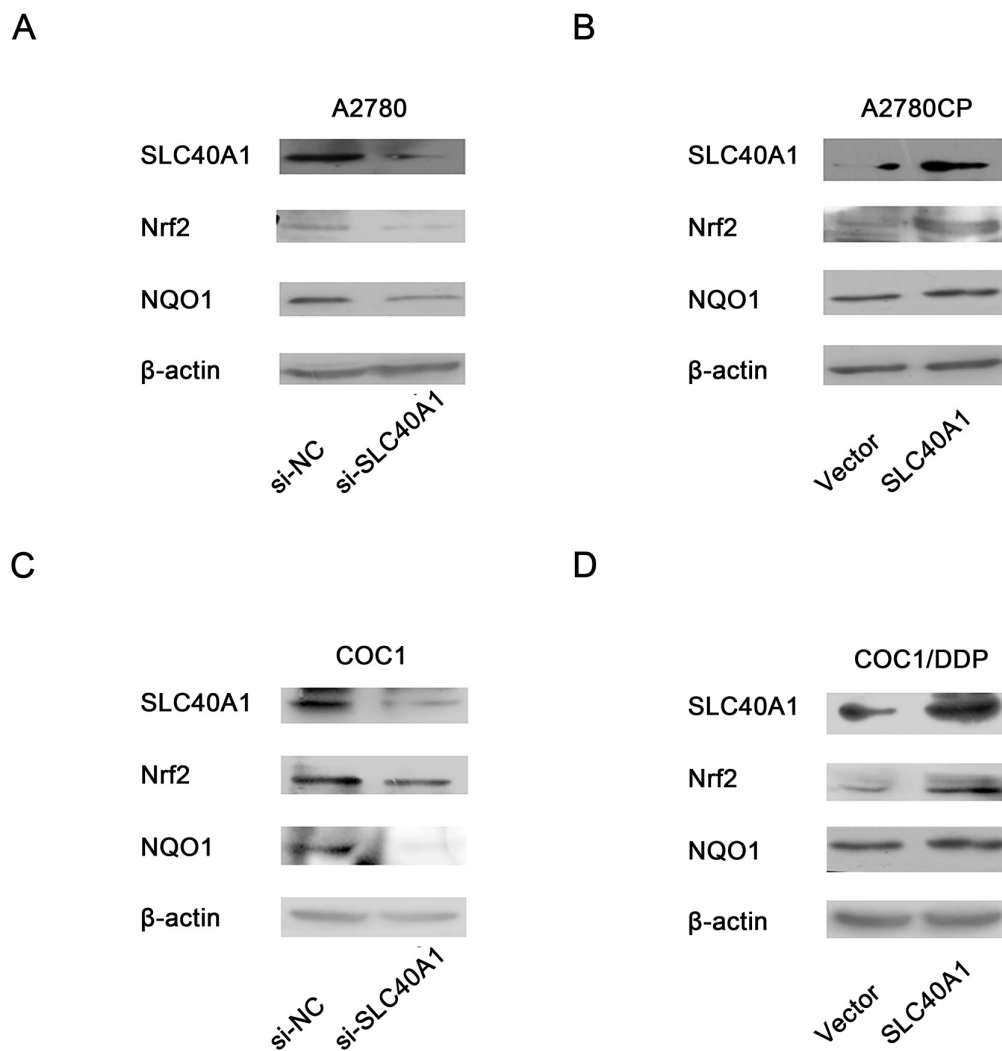 A
A2780
SLC40A1
Nrf2
NQO1
β-actin
si-NC
si-SLC40A1
B
A2780CP
SLC40A1
Nrf2
NQO1
β-actin
Vector
SLC40A1
C
COC1
SLC40A1
Nrf2
NQO1
β-actin
si-NC
si-SLC40A1
D
COC1/DDP
SLC40A1
Nrf2
NQO1
β-actin
Vector
SLC40A1